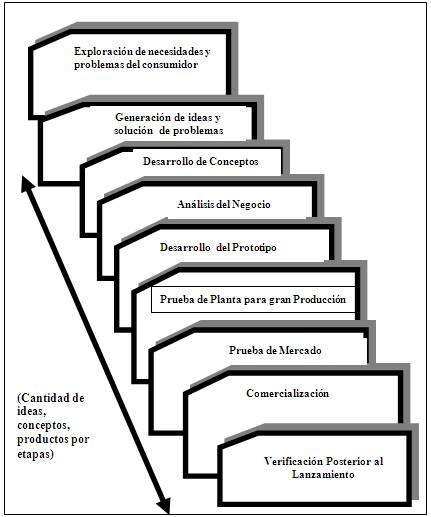 Exploración de necesidades y
problemas del consumidor
Generación de ideas y
solución de problemas
Desarrollo de Conceptos
Análisis del Negocio
Desarrollo del Prototipo
Prueba de Planta para gran Producción
Prueba de Mercado
Comercialización
Verificación Posterior al
Lanzamiento
(Cantidad de
ideas,
conceptos,
productos por
etapas)